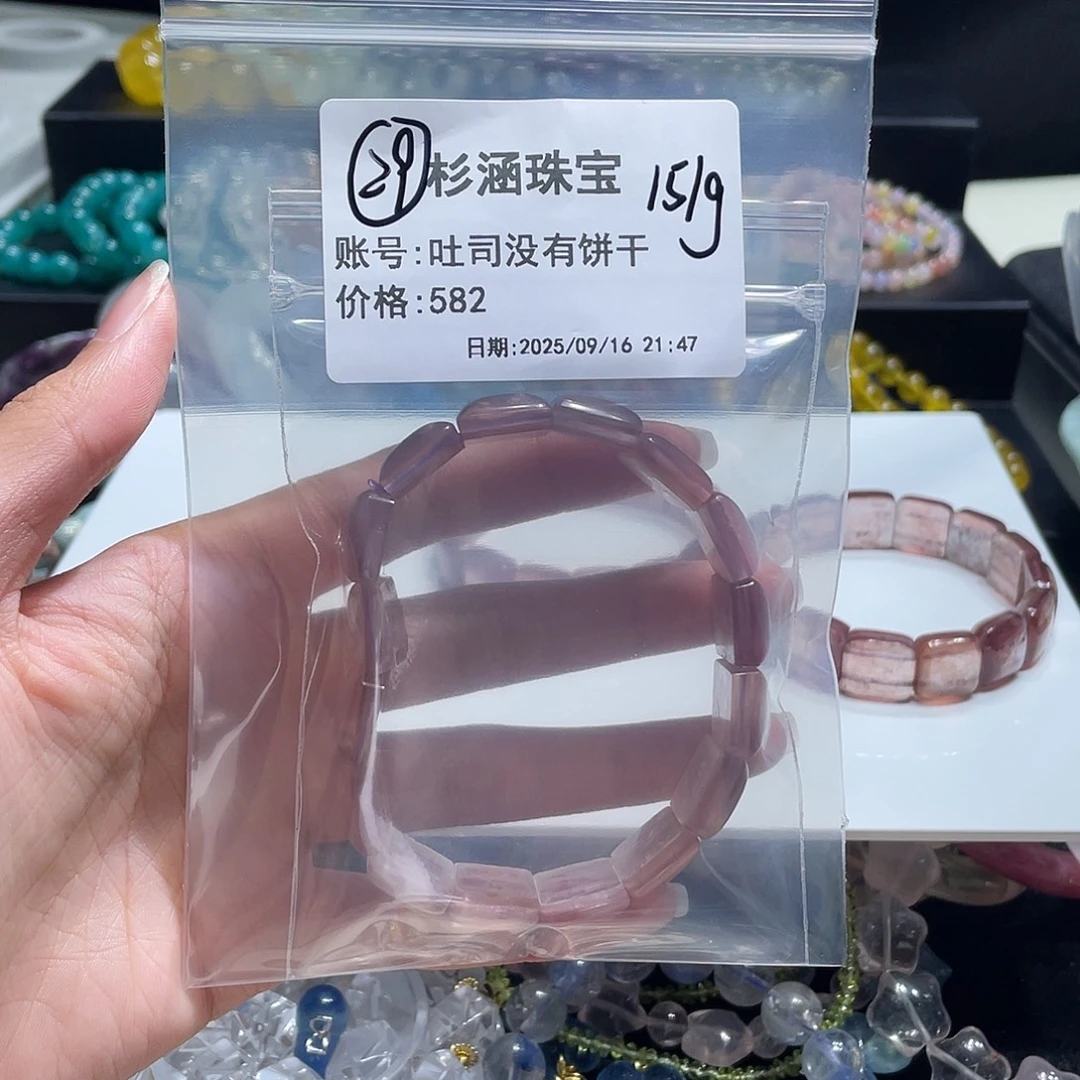 29 杉涵珠宝 151g
账号:吐司没有饼干
价格:582
日期:2025/09/16 21:47